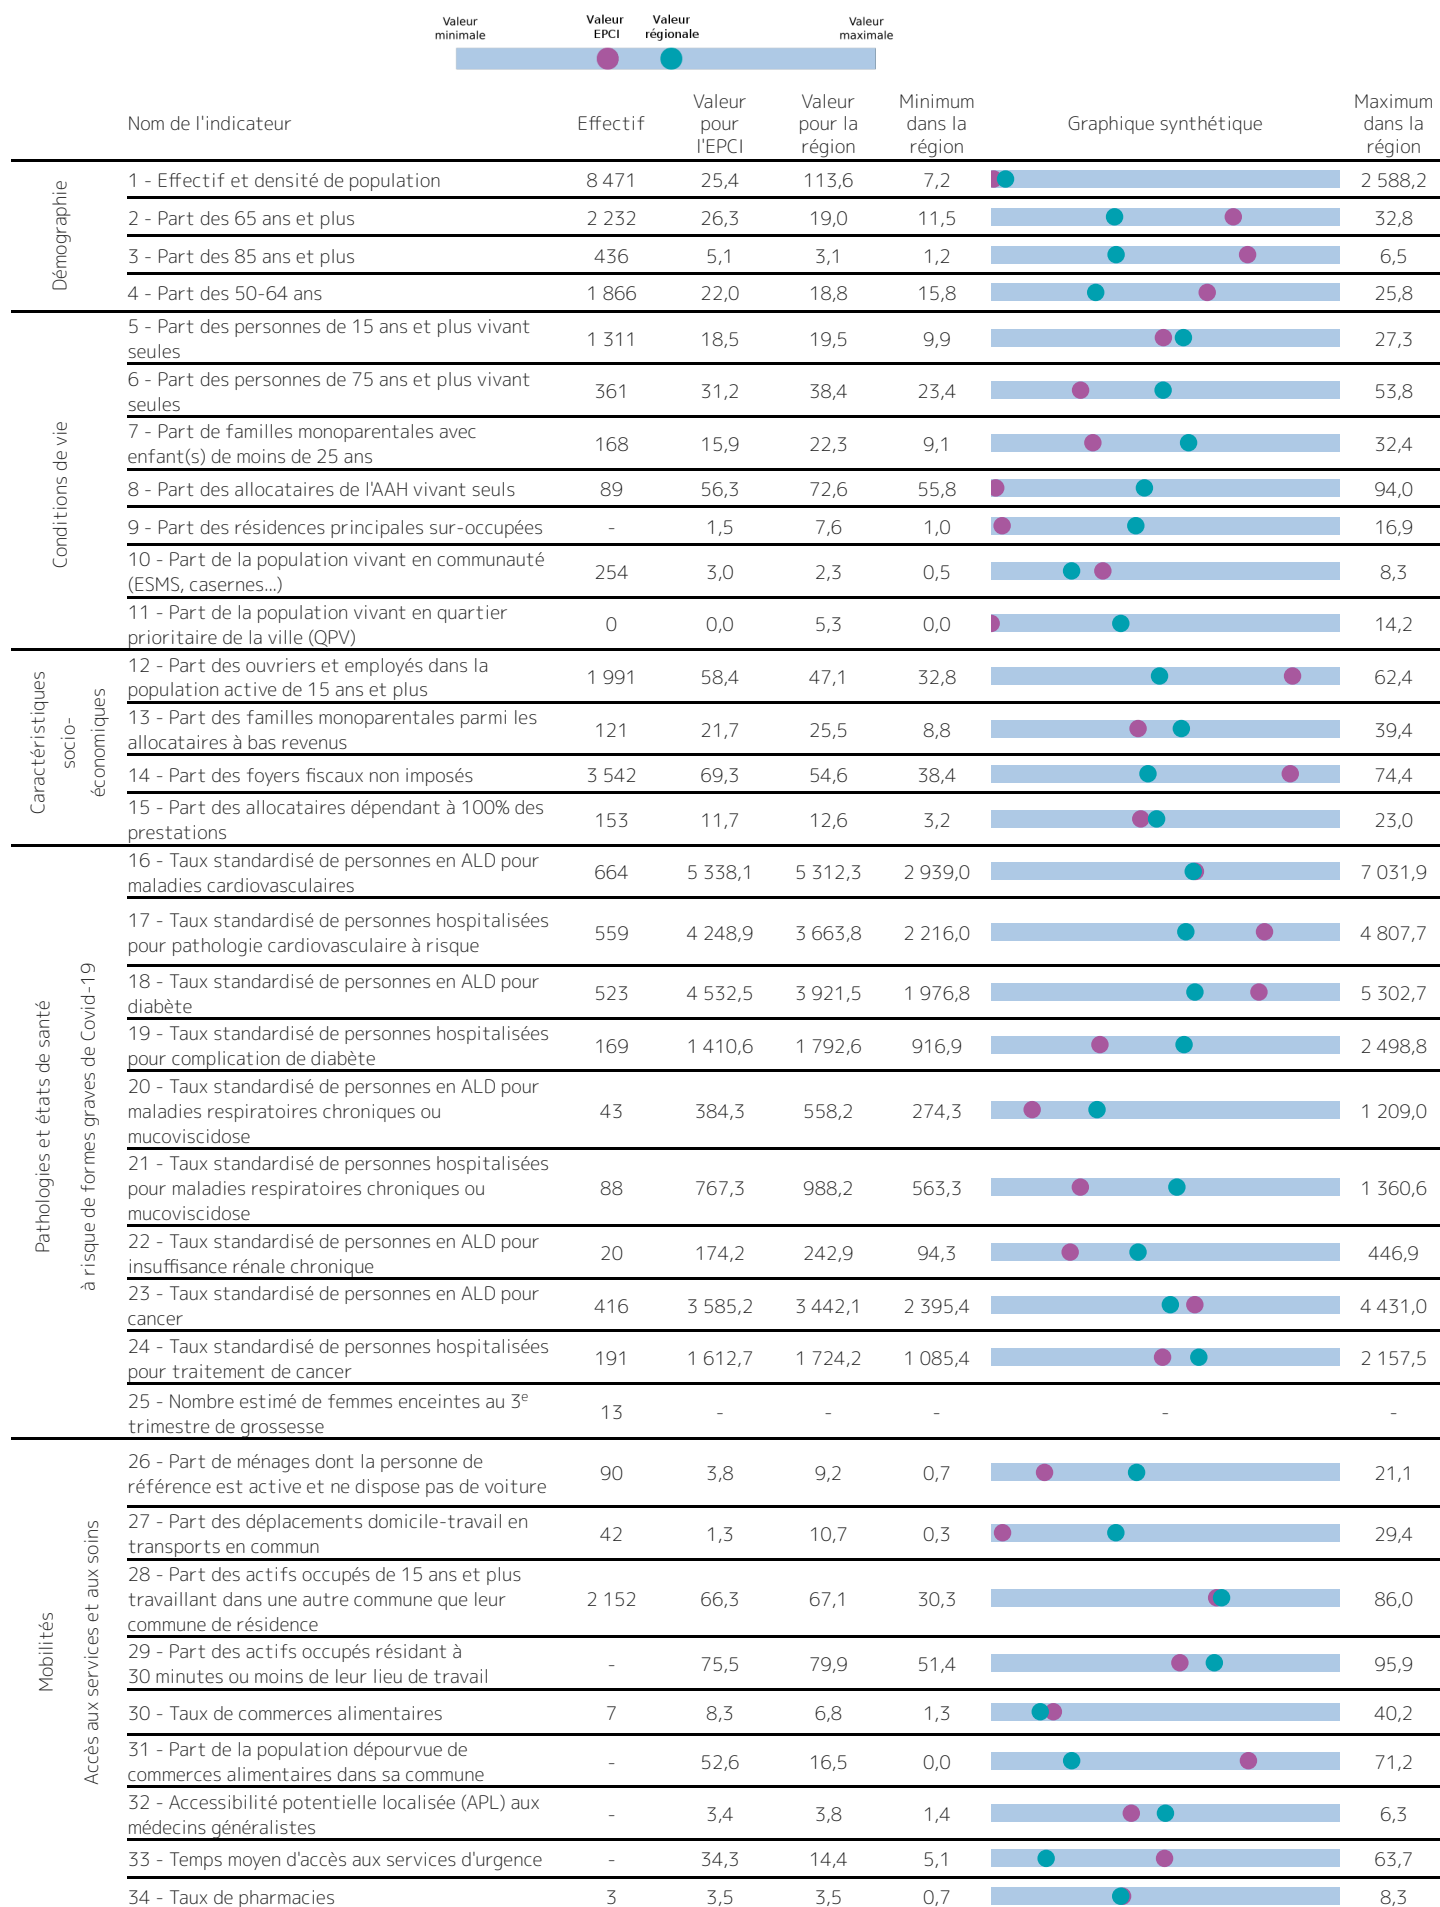 Valeur minimale
Valeur EPCI
Valeur régionale
Valeur maximale
Nom de l'indicateur
Effectif
Valeur pour l'EPCI
Valeur pour la région
Minimum dans la région
Graphique synthétique
Maximum dans la région
Démographie
1 - Effectif et densité de population 8 471 25,4 113,6 7,2 2 588,2
2 - Part des 65 ans et plus 2 232 26,3 19,0 11,5 32,8
3 - Part des 85 ans et plus 436 5,1 3,1 1,2 6,5
4 - Part des 50-64 ans 1 866 22,0 18,8 15,8 25,8
Conditions de vie
5 - Part des personnes de 15 ans et plus vivant
seules 1 311 18,5 19,5 9,9 27,3
6 - Part des personnes de 75 ans et plus vivant
seules 361 31,2 38,4 23,4 53,8
7 - Part de familles monoparentales avec
enfant(s) de moins de 25 ans 168 15,9 22,3 9,1 32,4
8 - Part des allocataires de l'AAH vivant seuls 89 56,3 72,6 55,8 94,0
9 - Part des résidences principales sur-occupées - 1,5 7,6 1,0 16,9
10 - Part de la population vivant en communauté
(ESMS, casernes...) 254 3,0 2,3 0,5 8,3
11 - Part de la population vivant en quartier
prioritaire de la ville (QPV) 0 0,0 5,3 0,0 14,2
Caractéristiques
socio-
économiques
12 - Part des ouvriers et employés dans la
population active de 15 ans et plus 1 991 58,4 47,1 32,8 62,4
13 - Part des familles monoparentales parmi les
allocataires à bas revenus 121 21,7 25,5 8,8 39,4
14 - Part des foyers fiscaux non imposés 3 542 69,3 54,6 38,4 74,4
15 - Part des allocataires dépendant à 100% des
prestations 153 11,7 12,6 3,2 23,0
Pathologies et états de santé
à risque de formes graves de Covid-19
16 - Taux standardisé de personnes en ALD pour
maladies cardiovasculaires 664 5 338,1 5 312,3 2 939,0 7 031,9
17 - Taux standardisé de personnes hospitalisées
pour pathologie cardiovasculaire à risque 559 4 248,9 3 663,8 2 216,0 4 807,7
18 - Taux standardisé de personnes en ALD pour
diabète 523 4 532,5 3 921,5 1 976,8 5 302,7
19 - Taux standardisé de personnes hospitalisées
pour complication de diabète 169 1 410,6 1 792,6 916,9 2 498,8
20 - Taux standardisé de personnes en ALD pour
maladies respiratoires chroniques ou
mucoviscidose 43 384,3 558,2 274,3 1 209,0
21 - Taux standardisé de personnes hospitalisées
pour maladies respiratoires chroniques ou
mucoviscidose 88 767,3 988,2 563,3 1 360,6
22 - Taux standardisé de personnes en ALD pour
insuffisance rénale chronique 20 174,2 242,9 94,3 446,9
23 - Taux standardisé de personnes en ALD pour
cancer 416 3 585,2 3 442,1 2 395,4 4 431,0
24 - Taux standardisé de personnes hospitalisées
pour traitement de cancer 191 1 612,7 1 724,2 1 085,4 2 157,5
25 - Nombre estimé de femmes enceintes au 3e
trimestre de grossesse 13 - - - - -
Mobilités
Accès aux services et aux soins
26 - Part de ménages dont la personne de
référence est active et ne dispose pas de voiture 90 3,8 9,2 0,7 21,1
27 - Part des déplacements domicile-travail en
transports en commun 42 1,3 10,7 0,3 29,4
28 - Part des actifs occupés de 15 ans et plus
travaillant dans une autre commune que leur
commune de résidence 2 152 66,3 67,1 30,3 86,0
29 - Part des actifs occupés résidant à
30 minutes ou moins de leur lieu de travail - 75,5 79,9 51,4 95,9
30 - Taux de commerces alimentaires 7 8,3 6,8 1,3 40,2
31 - Part de la population dépourvue de
commerces alimentaires dans sa commune - 52,6 16,5 0,0 71,2
32 - Accessibilité potentielle localisée (APL) aux
médecins généralistes - 3,4 3,8 1,4 6,3
33 - Temps moyen d'accès aux services d'urgence - 34,3 14,4 5,1 63,7
34 - Taux de pharmacies 3 3,5 3,5 0,7 8,3